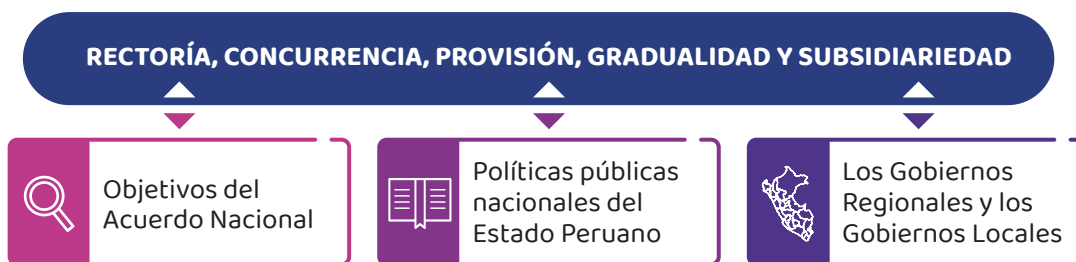 RECTORÍA, CONCURRENCIA, PROVISIÓN, GRADUALIDAD Y SUBSIDIARIEDAD
Objetivos del
Acuerdo Nacional
Políticas públicas
nacionales del
Estado Peruano
Los Gobiernos
Regionales y los
Gobiernos Locales